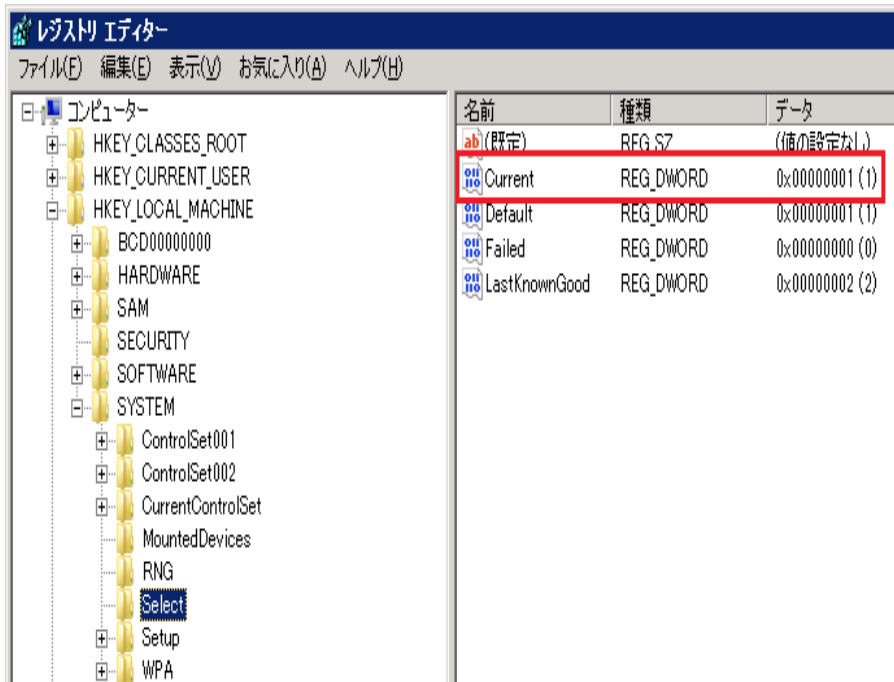 レジストリ エディター
ファイル(F) 編集(E) 表示(V) お気に入り(A) ヘルプ(H)
コンピューター
HKEY_CLASSES_ROOT
HKEY_CURRENT_USER
HKEY_LOCAL_MACHINE
BCD00000000
HARDWARE
SAM
SECURITY
SOFTWARE
SYSTEM
ControlSet001
ControlSet002
CurrentControlSet
MountedDevices
RNG
Select
Setup
WPA
名前 種類 データ
(既定) REG_SZ (値の設定なし)
Current REG_DWORD 0x00000001 (1)
Default REG_DWORD 0x00000001 (1)
Failed REG_DWORD 0x00000000 (0)
LastKnownGood REG_DWORD 0x00000002 (2)